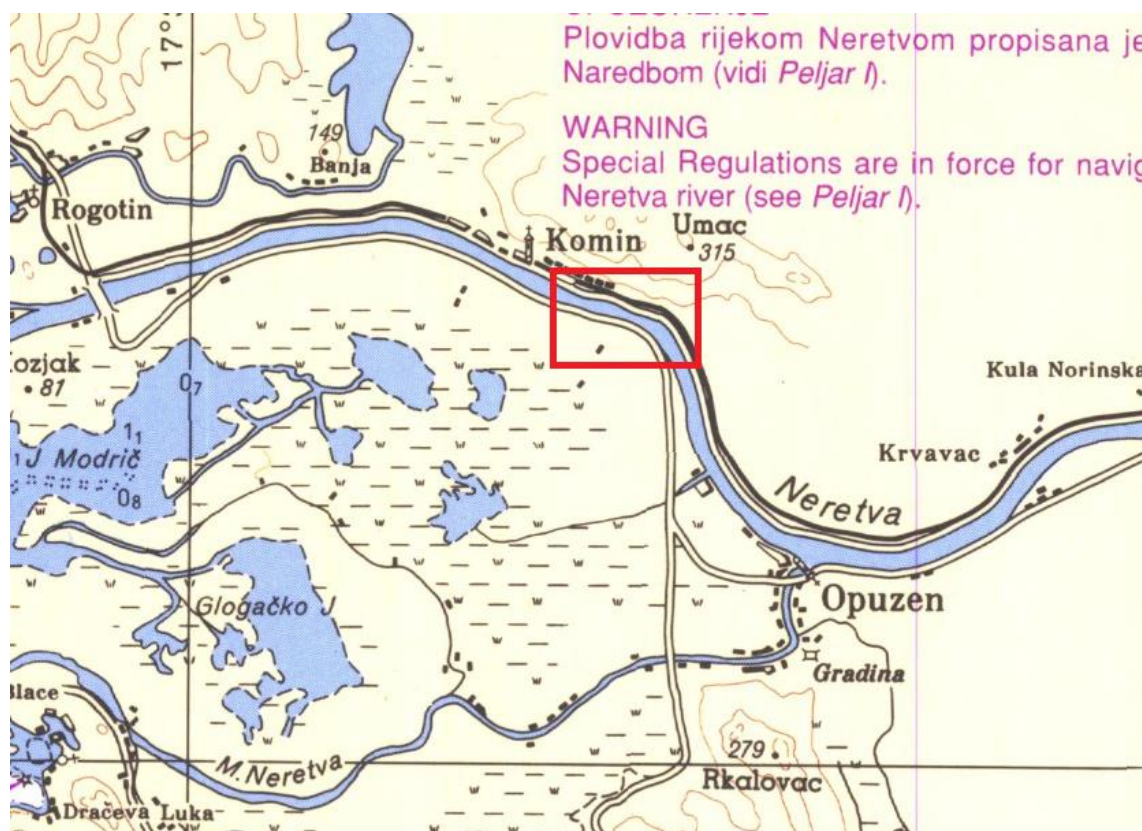 Plovidba rijekom Neretvom propisana je
Naredbom (vidi Peljar I).
WARNING
Special Regulations are in force for navig
Neretva river (see Peljar I).
17°
149
Banja
Rogotin
Komin
Umac
315
81
0₇
1₁
J Modrič
0₈
Kula Norinska
Krvavac
Neretva
Opuzen
Glogačko J
Gradina
M. Neretva
279
Rkalovac
Dračeva Luka